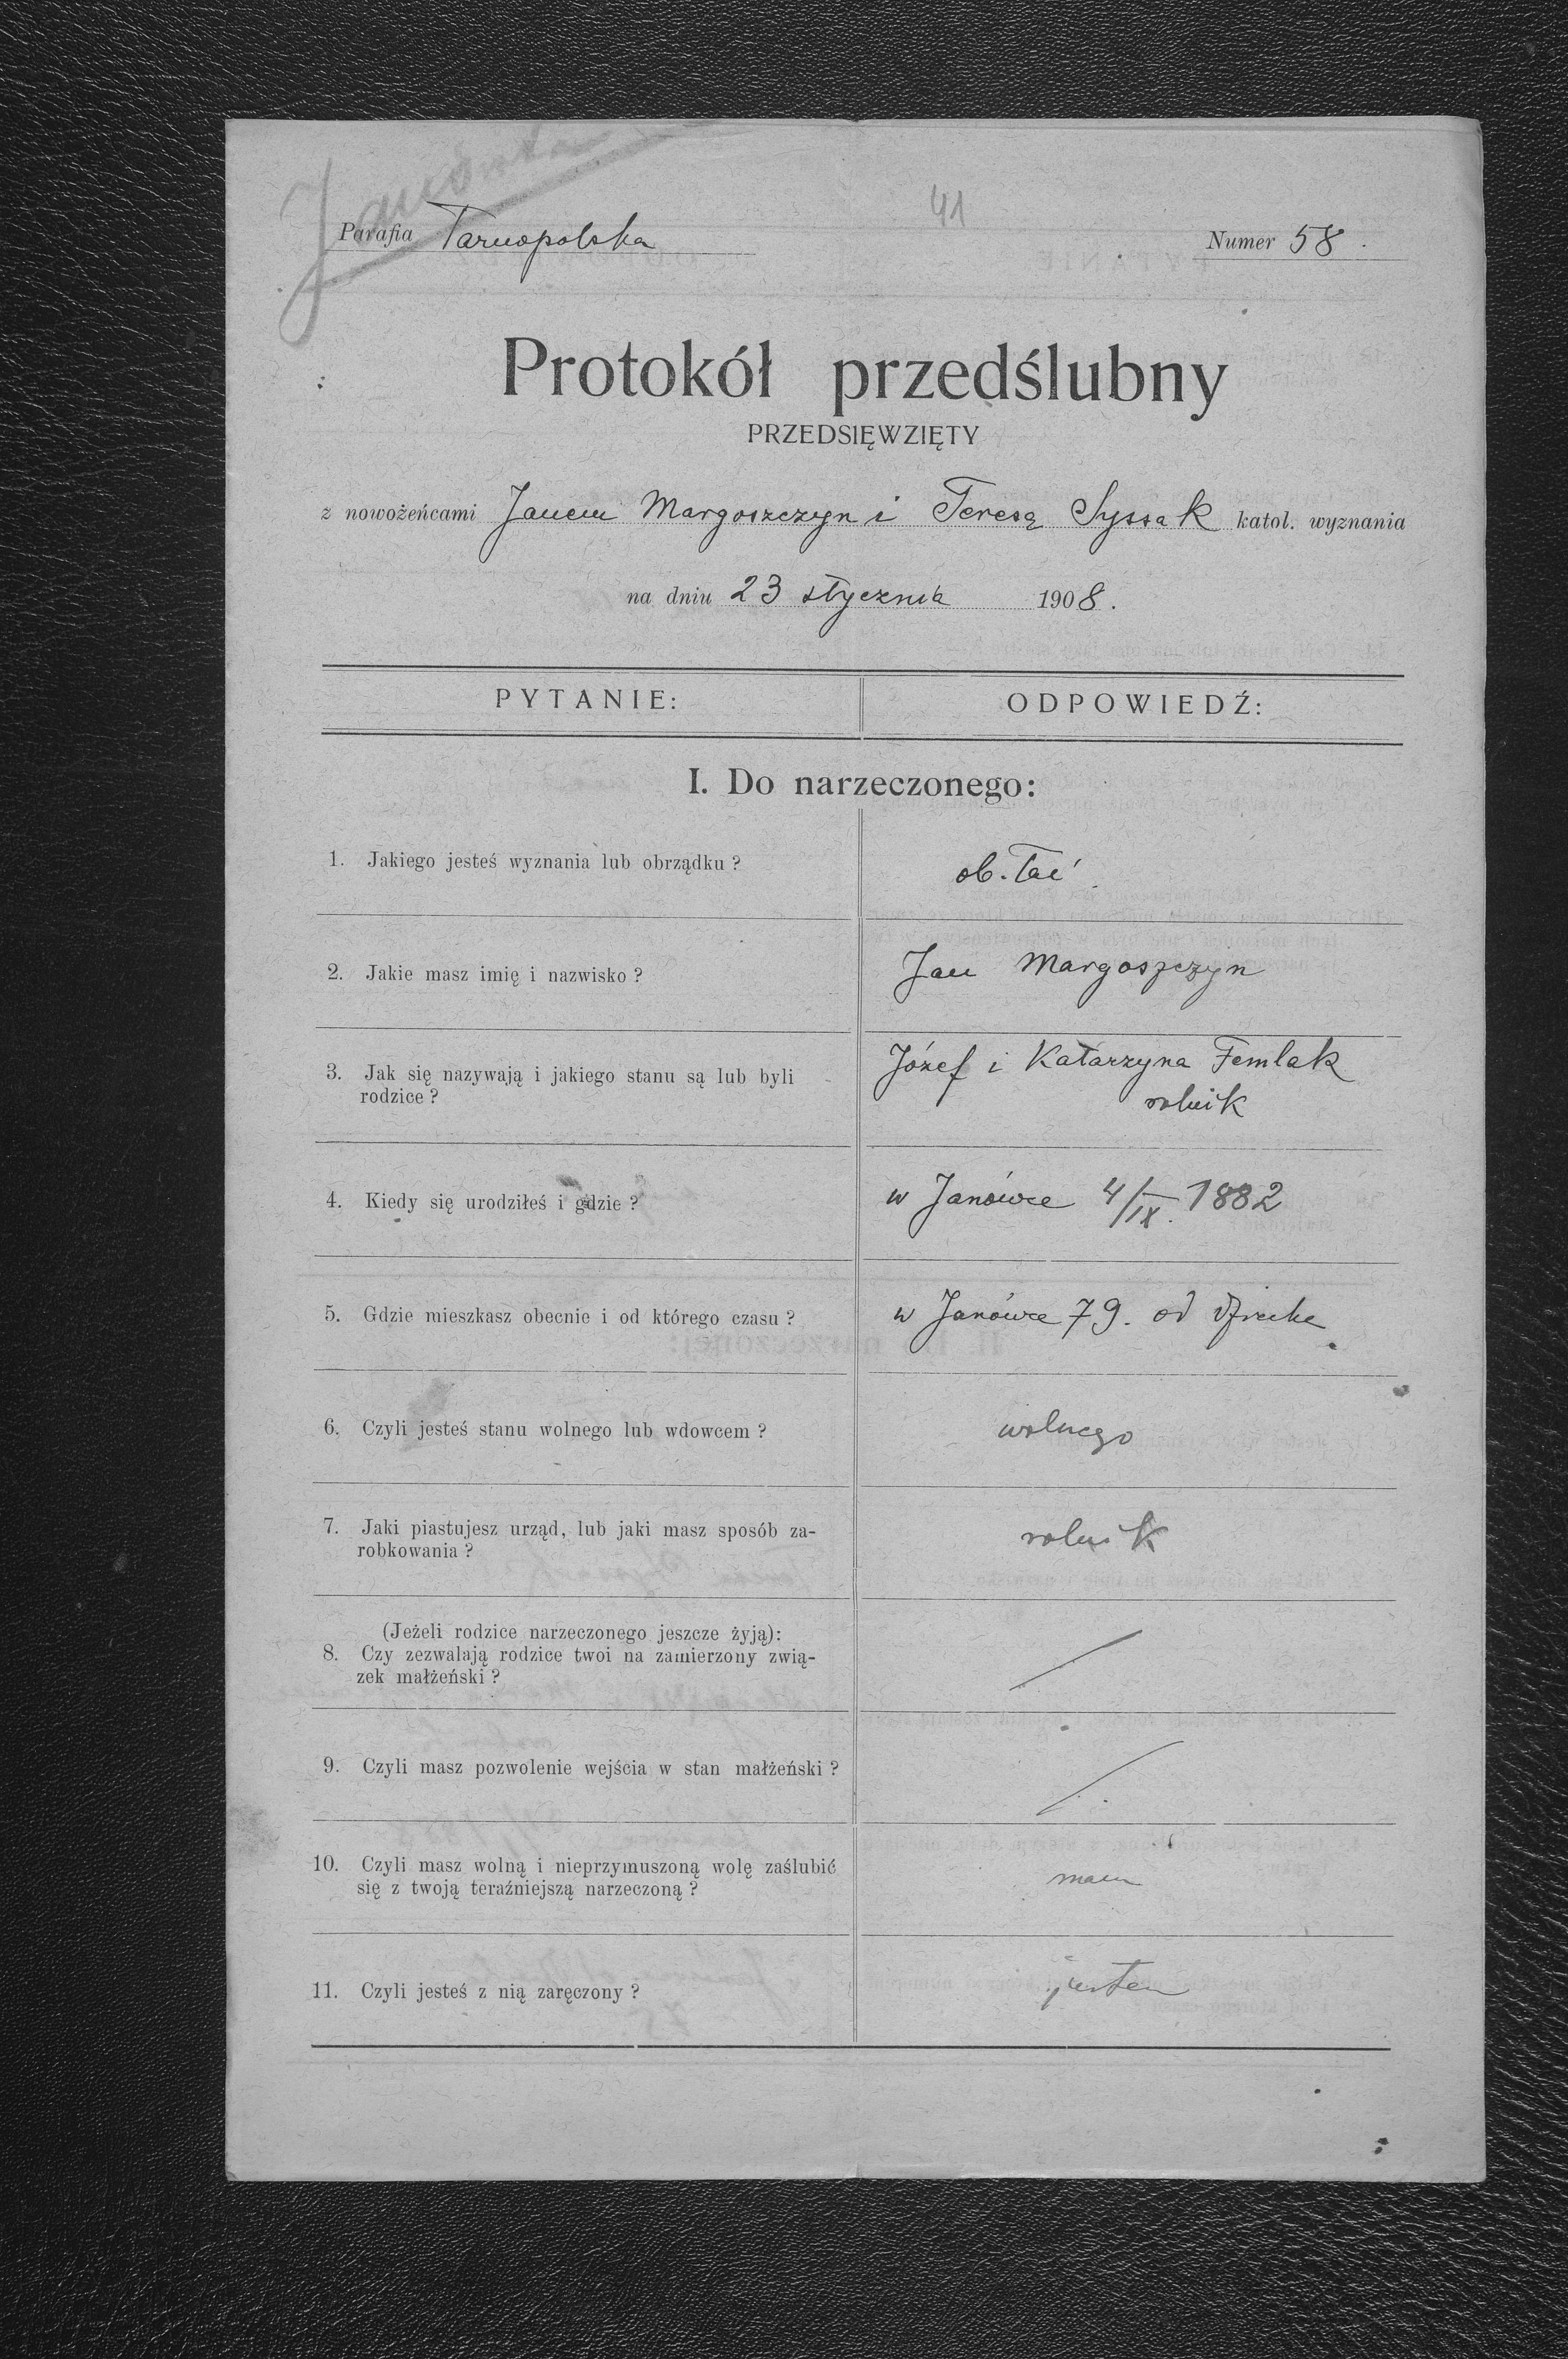 Janówka
41
Parafia Tarnopolska
Numer 58.
Protokół przedślubny
PRZEDSIĘWZIĘTY
z nowożeńcami Janem Margoszczyn i Teresą Syssak katol. wyznania
na dniu 23 stycznia 1908.
PYTANIE: ODPOWIEDŹ:
I. Do narzeczonego:
1. Jakiego jesteś wyznania lub obrządku? ob. łać
2. Jakie masz imię i nazwisko? Jan Margoszczyn
3. Jak się nazywają i jakiego stanu są lub byli Józef i Katarzyna Femlak
rodzice? rolnik
4. Kiedy się urodziłeś i gdzie? w Janówce 4/IX. 1882
5. Gdzie mieszkasz obecnie i od którego czasu? w Janówce 79. od
6. Czyli jesteś stanu wolnego lub wdowcem? wolnego
7. Jaki piastujesz urząd, lub jaki masz sposób za- rolnik
robkowania?
(Jeżeli rodzice narzeczonego jeszcze żyją):
8. Czy zezwalają rodzice twoi na zamierzony zwią-
zek małżeński?
9. Czyli masz pozwolenie wejścia w stan małżeński?
10. Czyli masz wolną i nieprzymuszoną wolę zaślubić mam
się z twoją teraźniejszą narzeczoną?
11. Czyli jesteś z nią zaręczony? jestem